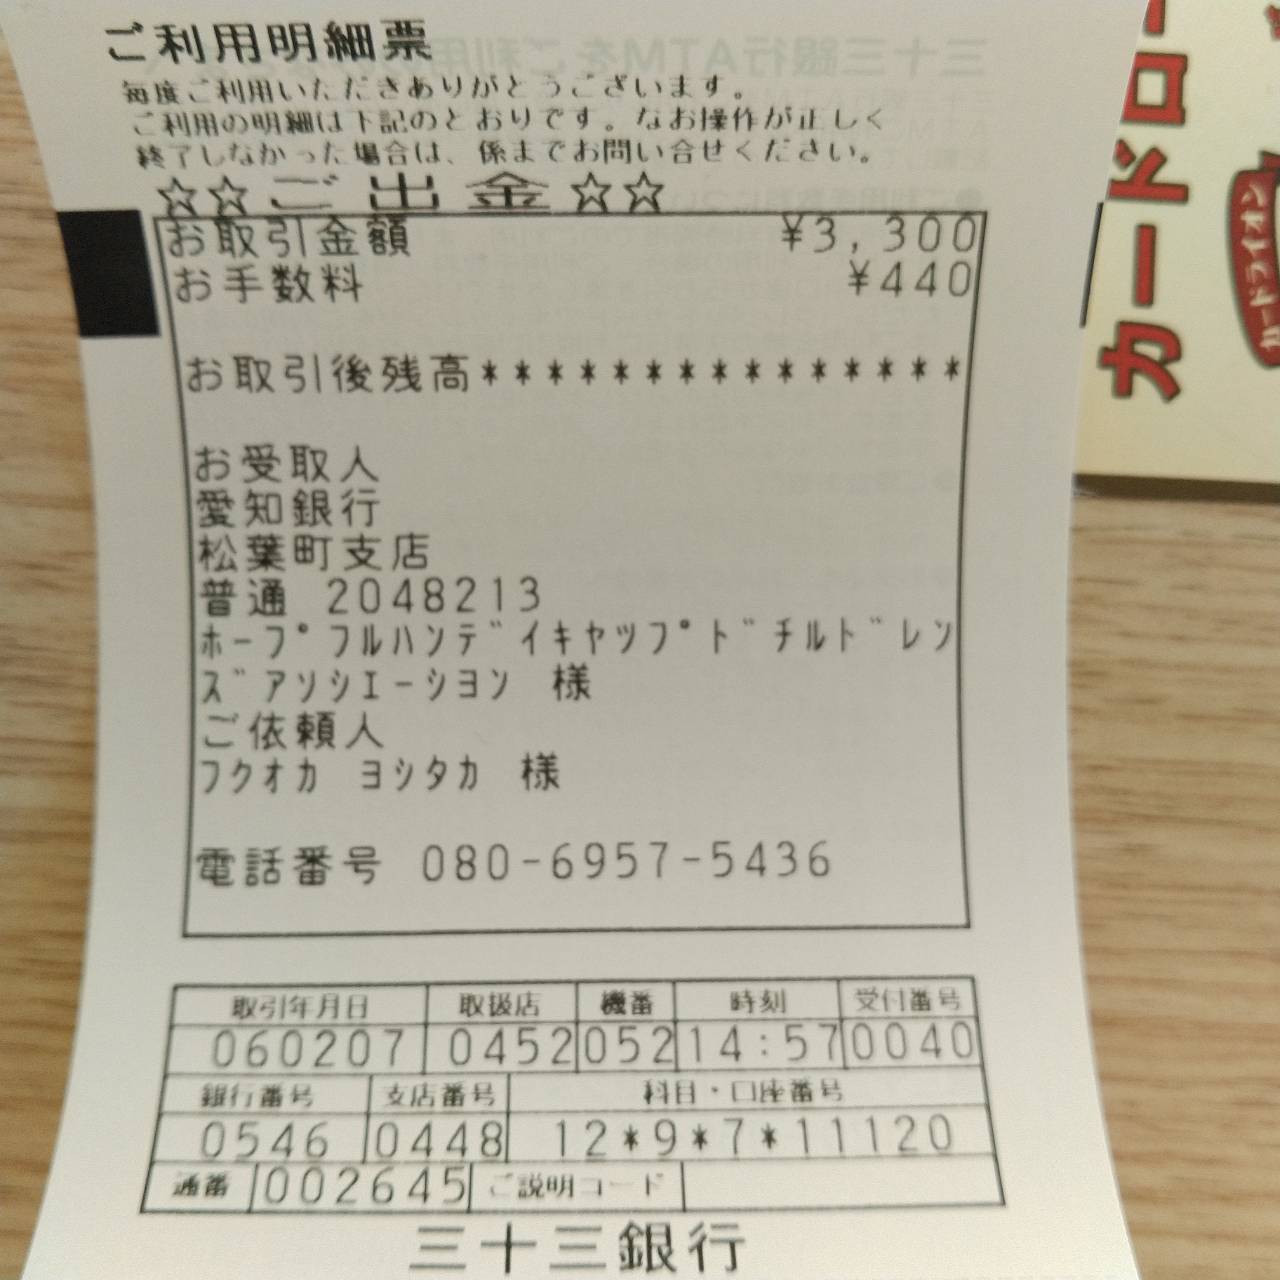 ご利用明細票
毎度ご利用いただきありがとうございます。
ご利用の明細は下記のとおりです。なお操作が正しく
終了しなかった場合は、係までお問い合せください。
☆☆ご出金☆☆
お取引金額 ¥3,300
お手数料 ¥440
お取引後残高***************
お受取人
愛知銀行
松葉町支店
普通 2048213
ホープフルハンデイキヤツプドチルドレン
ズアソシエーシヨン 様
ご依頼人
フクオカ ヨシタカ 様
電話番号 080-6957-5436
取引年月日 取扱店 機番 時刻 受付番号
060207 0452 052 14:57 0040
銀行番号 支店番号 科目・口座番号
0546 0448 12*9*7*11120
通番 002645 ご説明コード
三十三銀行
カードロー
カードライオン